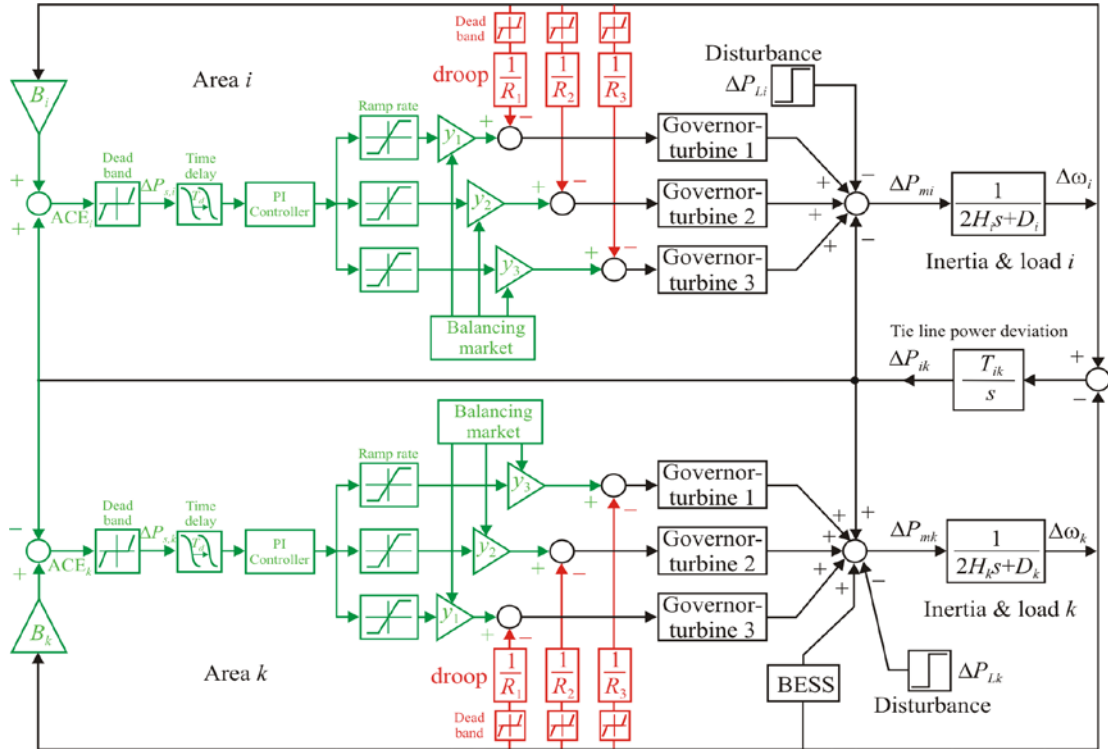 Dead
band
Area i
droop
1
R1
1
R2
1
R3
Disturbance
ΔPLi
Bi
Ramp rate
y1
+
−
Governor-
turbine 1
Dead
band
Time
delay
+
ACEi
ΔPs,i
Td
PI
Controller
+
y2
+
−
Governor-
turbine 2
−
+
+
+
−
ΔPmi
1
2His+Di
Δωi
Inertia & load i
y3
+
−
Governor-
turbine 3
Balancing
market
Tie line power deviation
ΔPik
Tik
s
+
−
Balancing
market
Ramp rate
y3
+
−
Governor-
turbine 1
Dead
band
Time
delay
−
ACEk
ΔPs,k
Td
PI
Controller
+
y2
+
−
Governor-
turbine 2
+
+
+
+
+
−
ΔPmk
1
2Hks+Dk
Δωk
Inertia & load k
Bk
y1
+
−
Governor-
turbine 3
Area k
droop
1
R1
1
R2
1
R3
Dead
band
BESS
ΔPLk
Disturbance